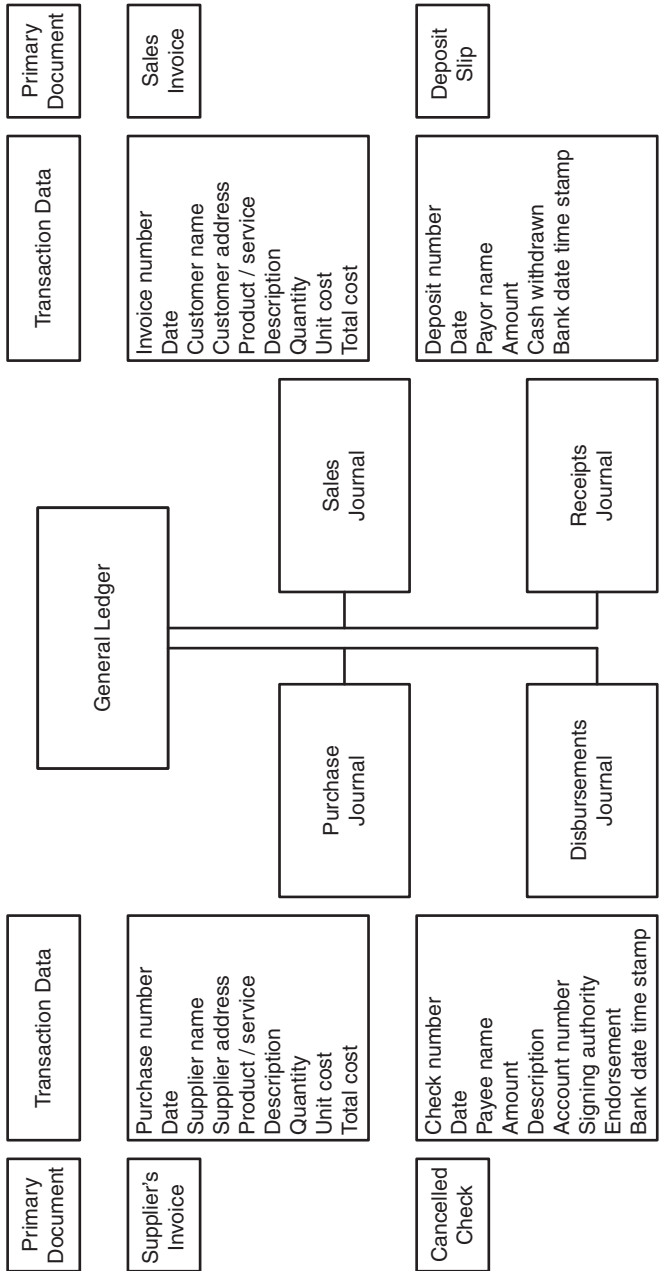 Primary
Document
Transaction Data
General Ledger
Transaction Data
Primary
Document
Supplier's
Invoice
Purchase number
Date
Supplier name
Supplier address
Product / service
Description
Quantity
Unit cost
Total cost
Purchase
Journal
Sales
Journal
Invoice number
Date
Customer name
Customer address
Product / service
Description
Quantity
Unit cost
Total cost
Sales
Invoice
Cancelled
Check
Check number
Date
Payee name
Amount
Description
Account number
Signing authority
Endorsement
Bank date time stamp
Disbursements
Journal
Receipts
Journal
Deposit number
Date
Payor name
Amount
Cash withdrawn
Bank date time stamp
Deposit
Slip